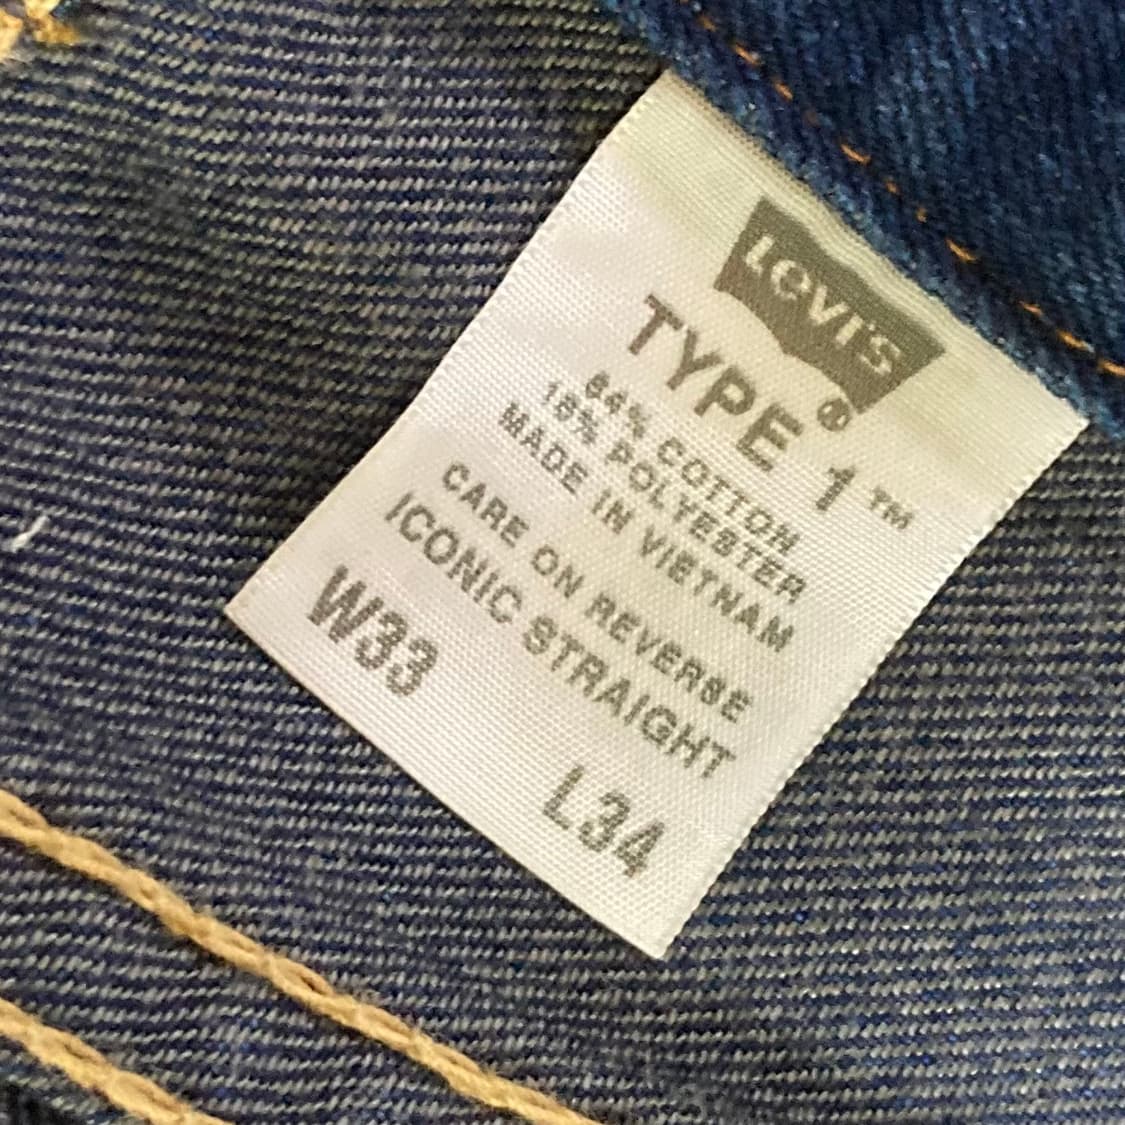 Levi's®
TYPE 1™
84% COTTON
16% POLYESTER
MADE IN VIETNAM
CARE ON REVERSE
ICONIC STRAIGHT
W33 L34